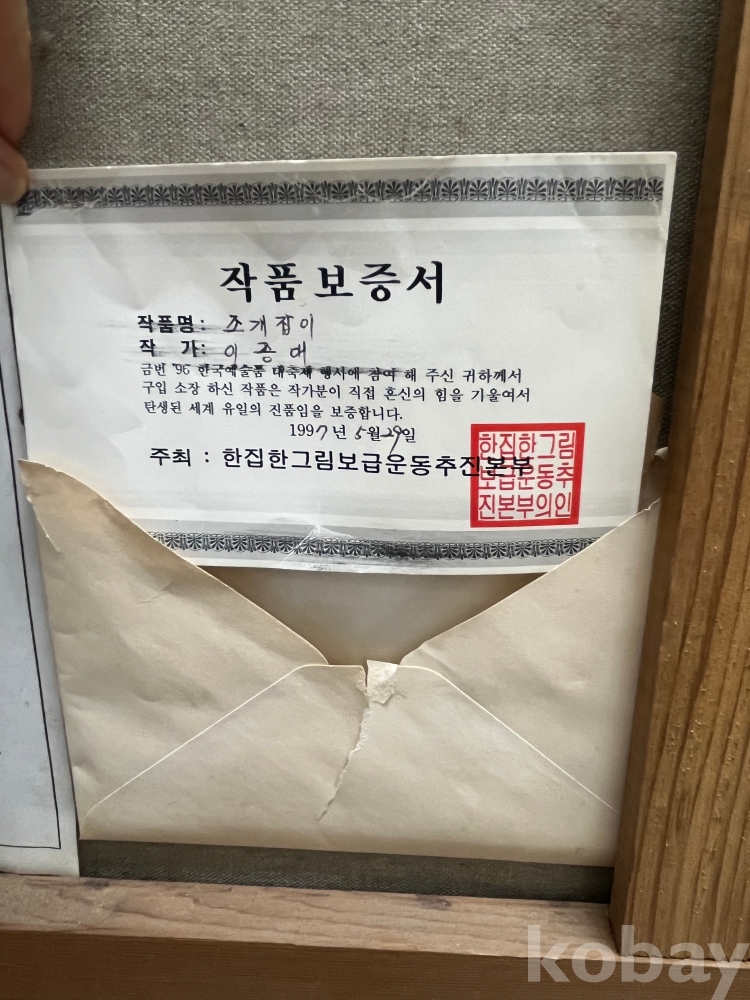 작품보증서
작품명: 조개잡이
작 가: 이종대
금번 '96 한국예술품 대축제 행사에 참여 해 주신 귀하께서
구입 소장 하신 작품은 작가분이 직접 혼신의 힘을 기울여서
탄생된 세계 유일의 진품임을 보증합니다.
1997년 5월 29일
주최 : 한집한그림보급운동추진본부
한집한그림
보급운동추
진본부의인
kobay